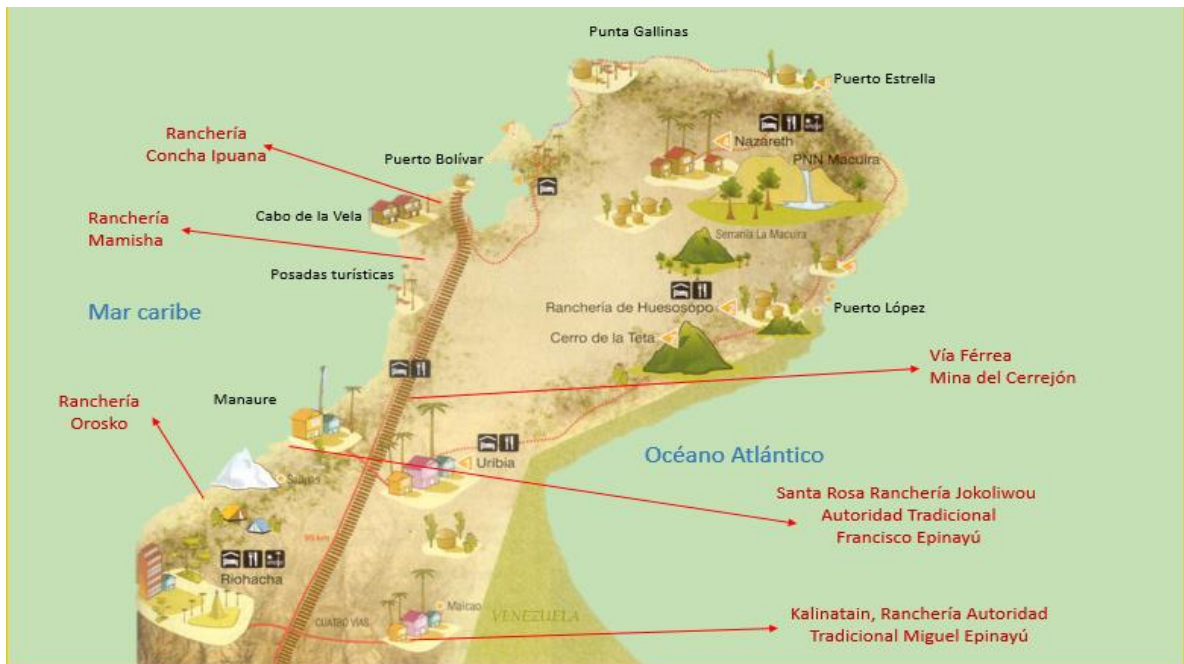 Punta Gallinas
Puerto Estrella
Ranchería
Concha Ipuana
Nazareth
Puerto Bolívar
PNN Macuira
Cabo de la Vela
Ranchería
Mamisha
Serranía La Macuira
Posadas turísticas
Ranchería de Huesosopo
Puerto López
Mar caribe
Cerro de la Teta
Vía Férrea
Mina del Cerrejón
Ranchería
Orosko
Manaure
Uribia
Océano Atlántico
Salinas
Santa Rosa Ranchería Jokoliwou
Autoridad Tradicional
Francisco Epinayú
Riohacha
Maicao
VENEZUELA
CUATRO VIAS
Kalinatain, Ranchería Autoridad
Tradicional Miguel Epinayú